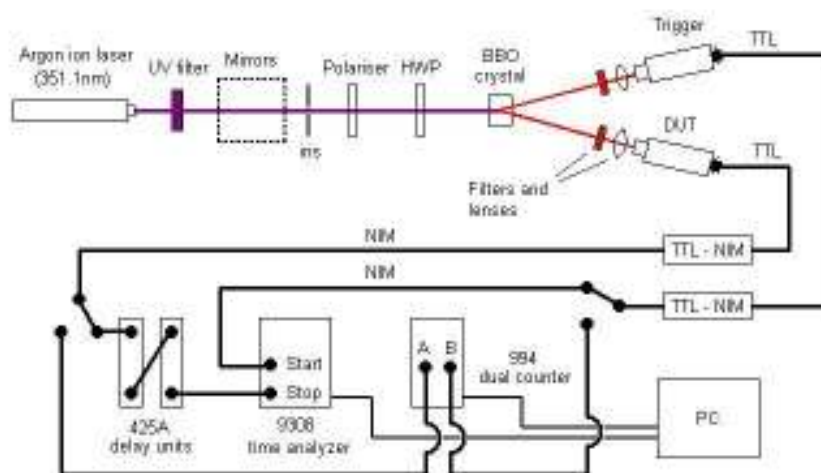 Argon ion laser
(351.1nm)
UV filter
Mirrors
iris
Polariser
HWP
BBO
crystal
Trigger
TTL
DUT
TTL
Filters and
lenses
NIM
TTL - NIM
NIM
TTL - NIM
425A
delay units
Start
Stop
9308
time analyzer
A
B
994
dual counter
PC